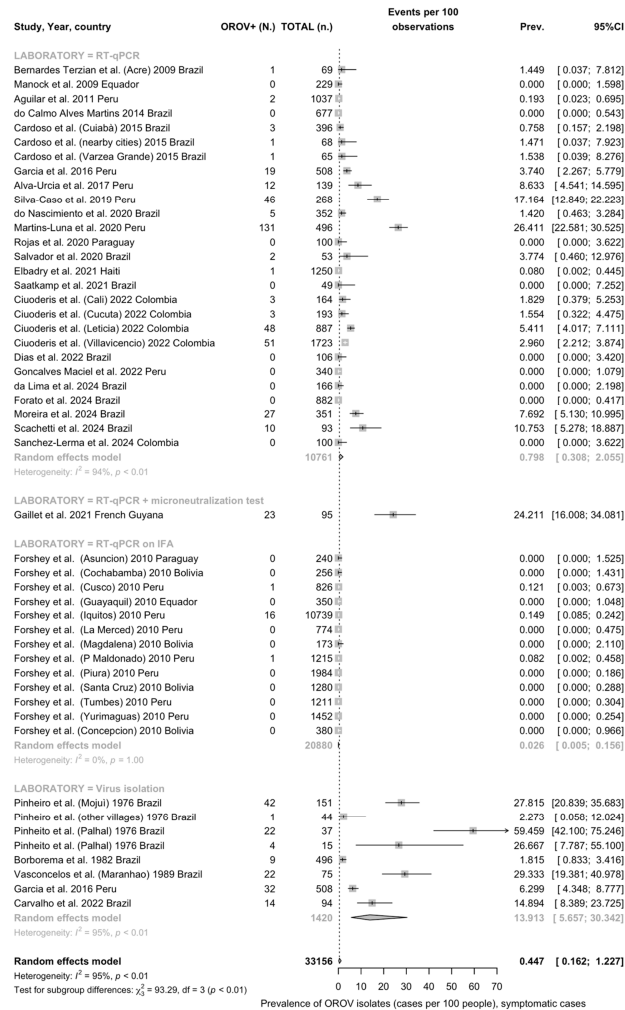 Events per 100
Study, Year, country OROV+ (N.) TOTAL (n.) observations Prev. 95%CI
LABORATORY = RT-qPCR
Bernardes Terzian et al. (Acre) 2009 Brazil 1 69 1.449 [ 0.037; 7.812]
Manock et al. 2009 Equador 0 229 0.000 [ 0.000; 1.598]
Aguilar et al. 2011 Peru 2 1037 0.193 [ 0.023; 0.695]
do Calmo Alves Martins 2014 Brazil 0 677 0.000 [ 0.000; 0.543]
Cardoso et al. (Cuiabà) 2015 Brazil 3 396 0.758 [ 0.157; 2.198]
Cardoso et al. (nearby cities) 2015 Brazil 1 68 1.471 [ 0.037; 7.923]
Cardoso et al. (Varzea Grande) 2015 Brazil 1 65 1.538 [ 0.039; 8.276]
Garcia et al. 2016 Peru 19 508 3.740 [ 2.267; 5.779]
Alva-Urcia et al. 2017 Peru 12 139 8.633 [ 4.541; 14.595]
Silva-Caso et al. 2019 Peru 46 268 17.164 [12.849; 22.223]
do Nascimento et al. 2020 Brazil 5 352 1.420 [ 0.463; 3.284]
Martins-Luna et al. 2020 Peru 131 496 26.411 [22.581; 30.525]
Rojas et al. 2020 Paraguay 0 100 0.000 [ 0.000; 3.622]
Salvador et al. 2020 Brazil 2 53 3.774 [ 0.460; 12.976]
Elbadry et al. 2021 Haiti 1 1250 0.080 [ 0.002; 0.445]
Saatkamp et al. 2021 Brazil 0 49 0.000 [ 0.000; 7.252]
Ciuoderis et al. (Cali) 2022 Colombia 3 164 1.829 [ 0.379; 5.253]
Ciuoderis et al. (Cucuta) 2022 Colombia 3 193 1.554 [ 0.322; 4.475]
Ciuoderis et al. (Leticia) 2022 Colombia 48 887 5.411 [ 4.017; 7.111]
Ciuoderis et al. (Villavicencio) 2022 Colombia 51 1723 2.960 [ 2.212; 3.874]
Dias et al. 2022 Brazil 0 106 0.000 [ 0.000; 3.420]
Goncalves Maciel et al. 2022 Peru 0 340 0.000 [ 0.000; 1.079]
da Lima et al. 2024 Brazil 0 166 0.000 [ 0.000; 2.198]
Forato et al. 2024 Brazil 0 882 0.000 [ 0.000; 0.417]
Moreira et al. 2024 Brazil 27 351 7.692 [ 5.130; 10.995]
Scachetti et al. 2024 Brazil 10 93 10.753 [ 5.278; 18.887]
Sanchez-Lerma et al. 2024 Colombia 0 100 0.000 [ 0.000; 3.622]
Random effects model 10761 0.798 [ 0.308; 2.055]
Heterogeneity: I² = 94%, p < 0.01
LABORATORY = RT-qPCR + microneutralization test
Gaillet et al. 2021 French Guyana 23 95 24.211 [16.008; 34.081]
LABORATORY = RT-qPCR on IFA
Forshey et al. (Asuncion) 2010 Paraguay 0 240 0.000 [ 0.000; 1.525]
Forshey et al. (Cochabamba) 2010 Bolivia 0 256 0.000 [ 0.000; 1.431]
Forshey et al. (Cusco) 2010 Peru 1 826 0.121 [ 0.003; 0.673]
Forshey et al. (Guayaquil) 2010 Equador 0 350 0.000 [ 0.000; 1.048]
Forshey et al. (Iquitos) 2010 Peru 16 10739 0.149 [ 0.085; 0.242]
Forshey et al. (La Merced) 2010 Peru 0 774 0.000 [ 0.000; 0.475]
Forshey et al. (Magdalena) 2010 Bolivia 0 173 0.000 [ 0.000; 2.110]
Forshey et al. (P Maldonado) 2010 Peru 1 1215 0.082 [ 0.002; 0.458]
Forshey et al. (Piura) 2010 Peru 0 1984 0.000 [ 0.000; 0.186]
Forshey et al. (Santa Cruz) 2010 Bolivia 0 1280 0.000 [ 0.000; 0.288]
Forshey et al. (Tumbes) 2010 Peru 0 1211 0.000 [ 0.000; 0.304]
Forshey et al. (Yurimaguas) 2010 Peru 0 1452 0.000 [ 0.000; 0.254]
Forshey et al. (Concepcion) 2010 Bolivia 0 380 0.000 [ 0.000; 0.966]
Random effects model 20880 0.026 [ 0.005; 0.156]
Heterogeneity: I² = 0%, p = 1.00
LABORATORY = Virus isolation
Pinheiro et al. (Mojuì) 1976 Brazil 42 151 27.815 [20.839; 35.683]
Pinheiro et al. (other villages) 1976 Brazil 1 44 2.273 [ 0.058; 12.024]
Pinheito et al. (Palhal) 1976 Brazil 22 37 59.459 [42.100; 75.246]
Pinheito et al. (Palhal) 1976 Brazil 4 15 26.667 [ 7.787; 55.100]
Borborema et al. 1982 Brazil 9 496 1.815 [ 0.833; 3.416]
Vasconcelos et al. (Maranhao) 1989 Brazil 22 75 29.333 [19.381; 40.978]
Garcia et al. 2016 Peru 32 508 6.299 [ 4.348; 8.777]
Carvalho et al. 2022 Brazil 14 94 14.894 [ 8.389; 23.725]
Random effects model 1420 13.913 [ 5.657; 30.342]
Heterogeneity: I² = 95%, p < 0.01
Random effects model 33156 0.447 [ 0.162; 1.227]
Heterogeneity: I² = 95%, p < 0.01
Test for subgroup differences: χ²₃ = 93.29, df = 3 (p < 0.01)
0 10 20 30 40 50 60 70
Prevalence of OROV isolates (cases per 100 people), symptomatic cases